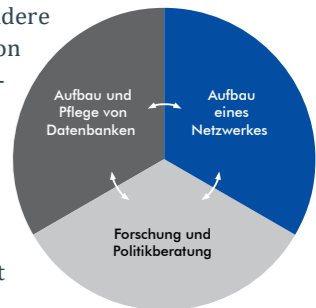 dere
on
-
Aufbau und
Pflege von
Datenbanken
Aufbau
eines
Netzwerkes
Forschung und
Politikberatung
t